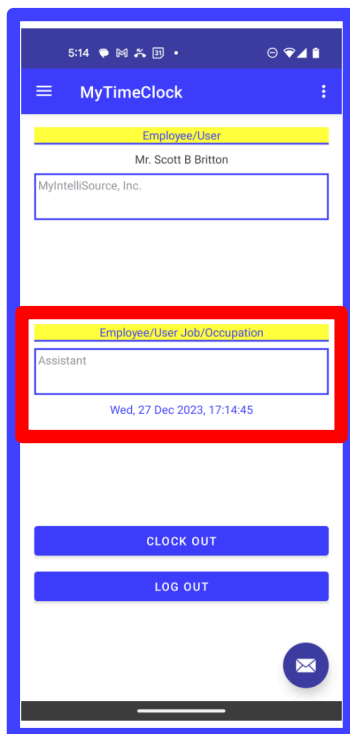 5:14
31
MyTimeClock
Employee/User
Mr. Scott B Britton
MyIntelliSource, Inc.
Employee/User Job/Occupation
Assistant
Wed, 27 Dec 2023, 17:14:45
CLOCK OUT
LOG OUT